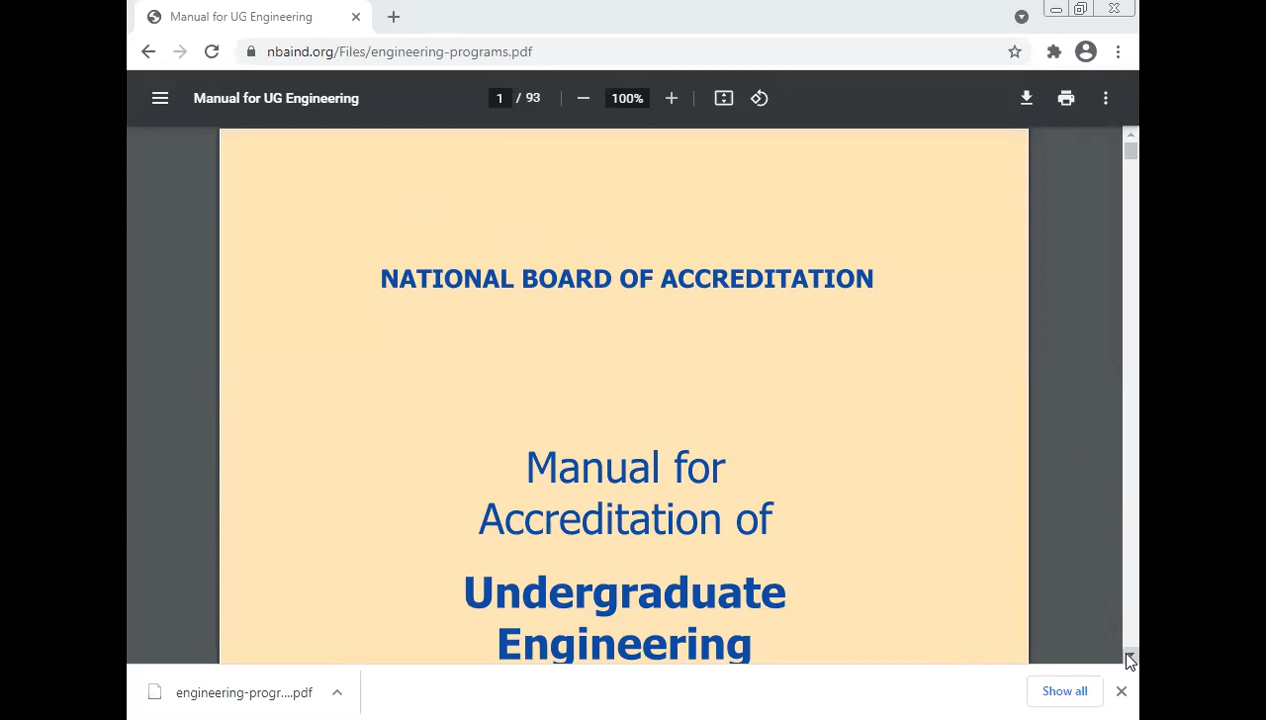 Manual for UG Engineering
nbaind.org/Files/engineering-programs.pdf
Manual for UG Engineering 1 / 93 100%
NATIONAL BOARD OF ACCREDITATION
Manual for
Accreditation of
Undergraduate
Engineering
engineering-progr....pdf Show all